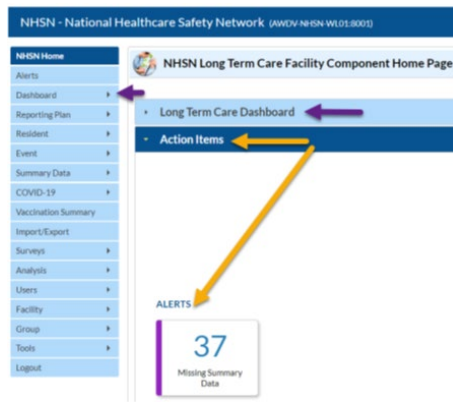 NHSN - National Healthcare Safety Network (AWDV-NHSN-WL01:8001)
NHSN Home
Alerts
Dashboard
Reporting Plan
Resident
Event
Summary Data
COVID-19
Vaccination Summary
Import/Export
Surveys
Analysis
Users
Facility
Group
Tools
Logout
NHSN Long Term Care Facility Component Home Page
Long Term Care Dashboard
Action Items
ALERTS
37
Missing Summary
Data